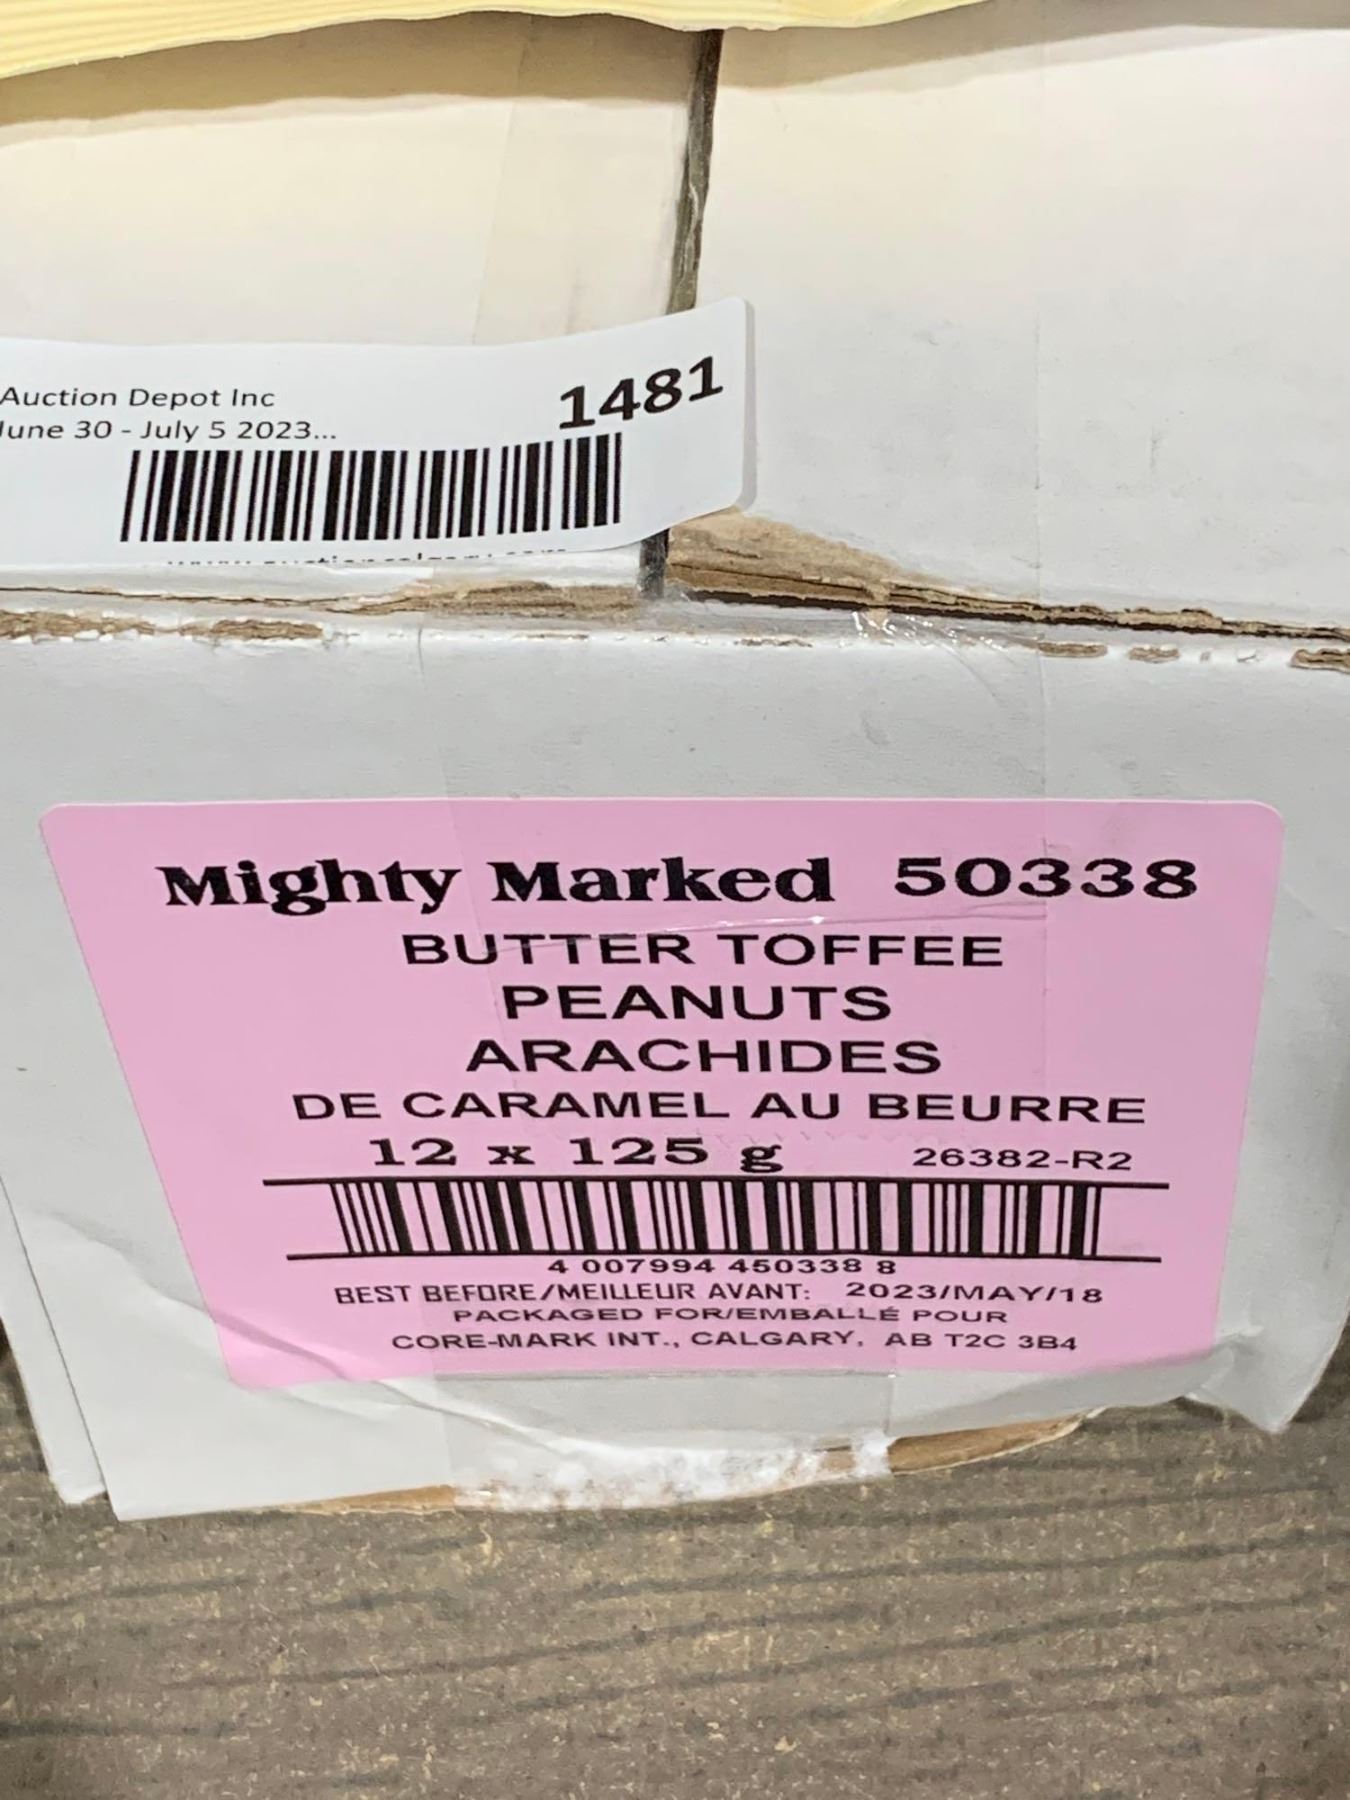 Auction Depot Inc
1481
June 30 - July 5 2023...
Mighty Marked 50338
BUTTER TOFFEE
PEANUTS
ARACHIDES
DE CARAMEL AU BEURRE
12 x 125 g 26382-R2
4 007994 450338 8
BEST BEFORE/MEILLEUR AVANT: 2023/MAY/18
PACKAGED FOR/EMBALLÉ POUR
CORE-MARK INT., CALGARY, AB T2C 3B4